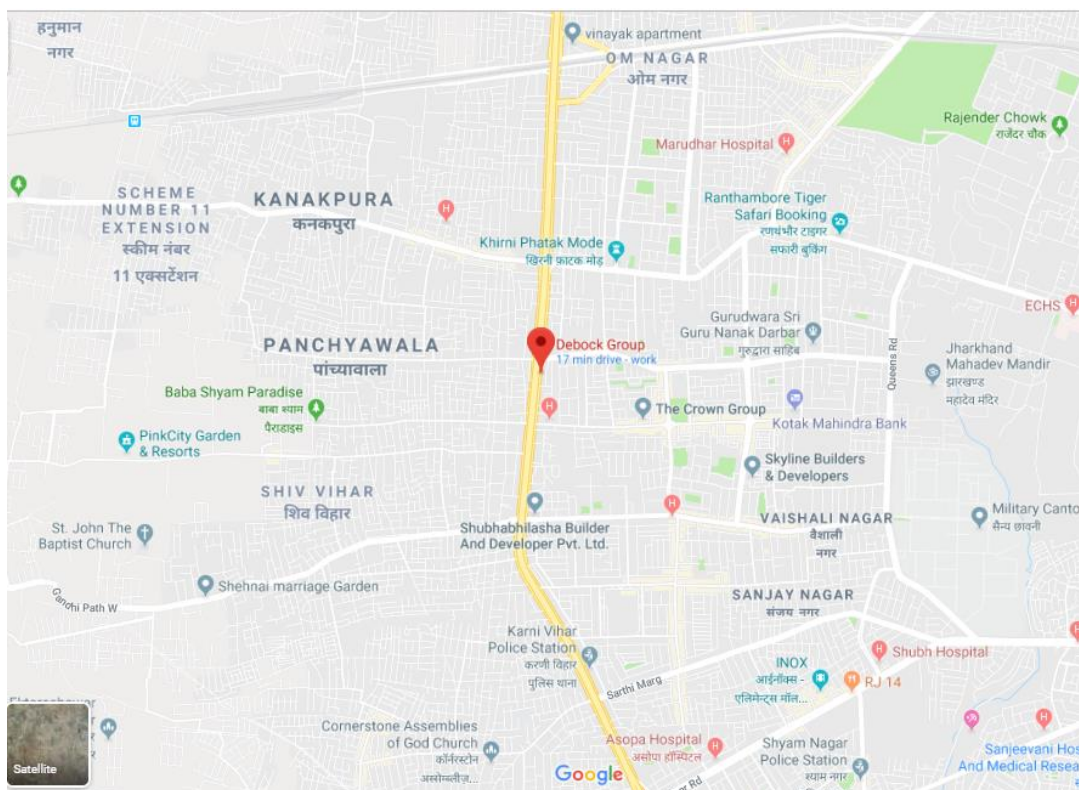 हनुमान
नगर
vinayak apartment
OM NAGAR
ओम नगर
Rajender Chowk
राजेंदर चौक
Marudhar Hospital
SCHEME
NUMBER 11
EXTENSION
स्कीम नंबर
11 एक्सटेंशन
KANAKPURA
कनकपुरा
Ranthambore Tiger
Safari Booking
रणथंभौर टाइगर
सफारी बुकिंग
Khirni Phatak Mode
खिरनी फ़ाटक मोड़
ECHS
Gurudwara Sri
Guru Nanak Darbar
गुरुद्वारा साहिब
Queens Rd
PANCHYAWALA
पांच्यावाला
Debock Group
17 min drive - work
Jharkhand
Mahadev Mandir
झारखण्ड
महादेव मंदिर
Baba Shyam Paradise
बाबा श्याम
पैराडाइस
The Crown Group
Kotak Mahindra Bank
PinkCity Garden
& Resorts
Skyline Builders
& Developers
SHIV VIHAR
शिव विहार
Shubhabhilasha Builder
And Developer Pvt. Ltd.
VAISHALI NAGAR
वैशाली
नगर
Military Canto
सैन्य छावनी
St. John The
Baptist Church
Shehnai marriage Garden
Gandhi Path W
SANJAY NAGAR
संजय नगर
Karni Vihar
Police Station
करणी विहार
पुलिस थाना
Shubh Hospital
INOX
आईनॉक्स -
एलिमेन्ट्स मॉल...
RJ 14
Sarthi Marg
Cornerstone Assemblies
of God Church
कॉर्नरस्टोन
असेम्ब्लीज़...
Asopa Hospital
असोपा हॉस्पिटल
Shyam Nagar
Police Station
श्याम नगर
Sanjeevani Hos
And Medical Resea
Satellite
Google
er Rd